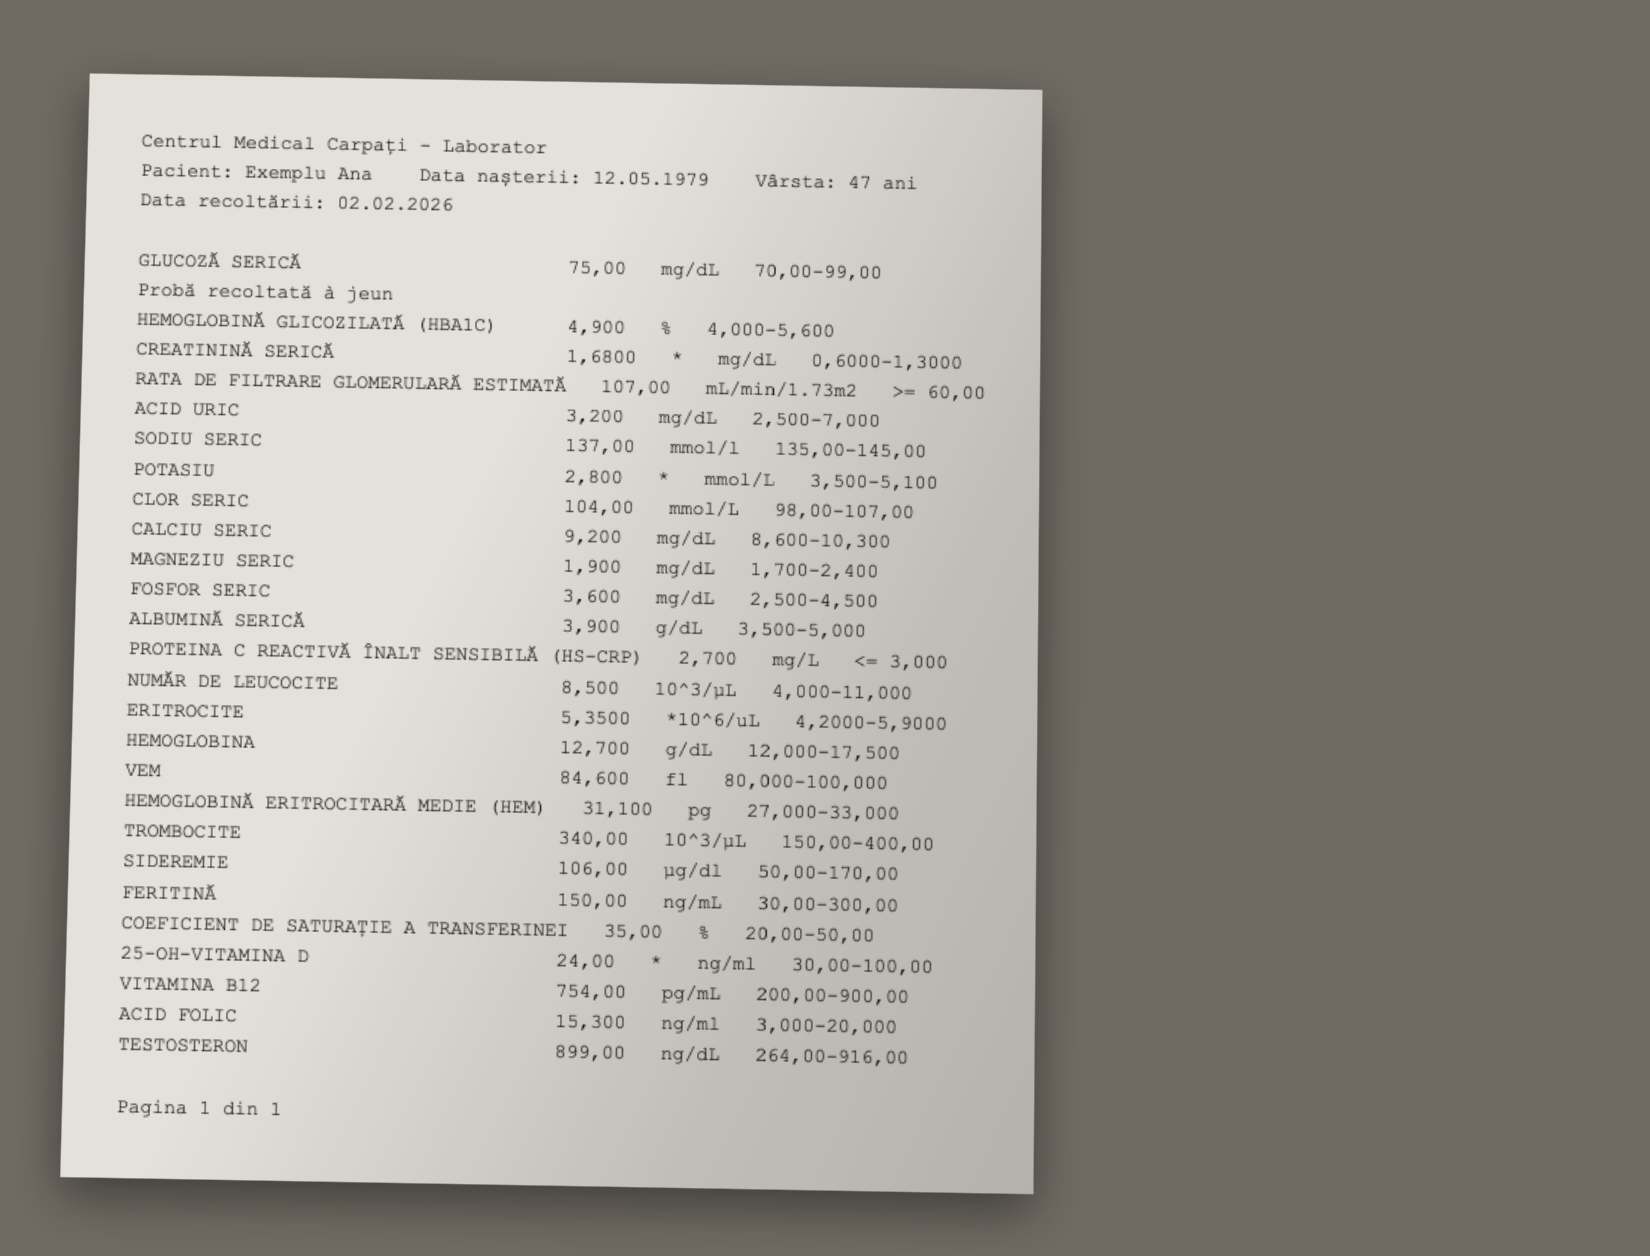 Centrul Medical Carpați - Laborator
Pacient: Exemplu Ana    Data nașterii: 12.05.1979    Vârsta: 47 ani
Data recoltării: 02.02.2026
GLUCOZĂ SERICĂ    75,00   mg/dL   70,00-99,00
Probă recoltată à jeun
HEMOGLOBINĂ GLICOZILATĂ (HBA1C)    4,900   %   4,000-5,600
CREATININĂ SERICĂ    1,6800   *   mg/dL   0,6000-1,3000
RATA DE FILTRARE GLOMERULARĂ ESTIMATĂ   107,00   mL/min/1.73m2   >= 60,00
ACID URIC    3,200   mg/dL   2,500-7,000
SODIU SERIC    137,00   mmol/l   135,00-145,00
POTASIU    2,800   *   mmol/L   3,500-5,100
CLOR SERIC    104,00   mmol/L   98,00-107,00
CALCIU SERIC    9,200   mg/dL   8,600-10,300
MAGNEZIU SERIC    1,900   mg/dL   1,700-2,400
FOSFOR SERIC    3,600   mg/dL   2,500-4,500
ALBUMINĂ SERICĂ    3,900   g/dL   3,500-5,000
PROTEINA C REACTIVĂ ÎNALT SENSIBILĂ (HS-CRP)   2,700   mg/L   <= 3,000
NUMĂR DE LEUCOCITE    8,500   10^3/µL   4,000-11,000
ERITROCITE    5,3500   *10^6/uL   4,2000-5,9000
HEMOGLOBINA    12,700   g/dL   12,000-17,500
VEM    84,600   fl   80,000-100,000
HEMOGLOBINĂ ERITROCITARĂ MEDIE (HEM)   31,100   pg   27,000-33,000
TROMBOCITE    340,00   10^3/µL   150,00-400,00
SIDEREMIE    106,00   µg/dl   50,00-170,00
FERITINĂ    150,00   ng/mL   30,00-300,00
COEFICIENT DE SATURAȚIE A TRANSFERINEI   35,00   %   20,00-50,00
25-OH-VITAMINA D    24,00   *   ng/ml   30,00-100,00
VITAMINA B12    754,00   pg/mL   200,00-900,00
ACID FOLIC    15,300   ng/ml   3,000-20,000
TESTOSTERON    899,00   ng/dL   264,00-916,00
Pagina 1 din 1